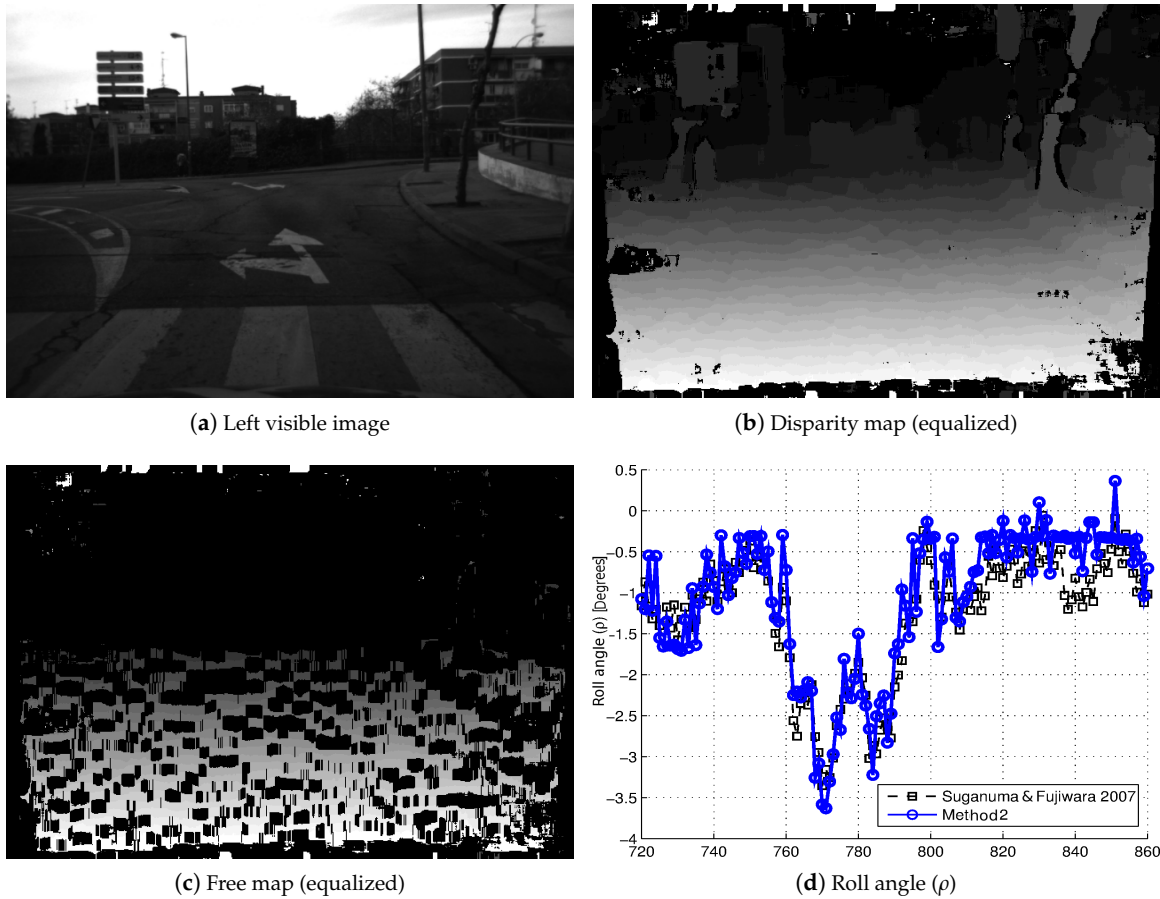 (a) Left visible image
(b) Disparity map (equalized)
(c) Free map (equalized)
0.5
0
−0.5
−1
−1.5
−2
−2.5
−3
−3.5
−4
Roll angle (ρ) [Degrees]
Suganuma & Fujiwara 2007
Method2
720 740 760 780 800 820 840 860
(d) Roll angle (ρ)